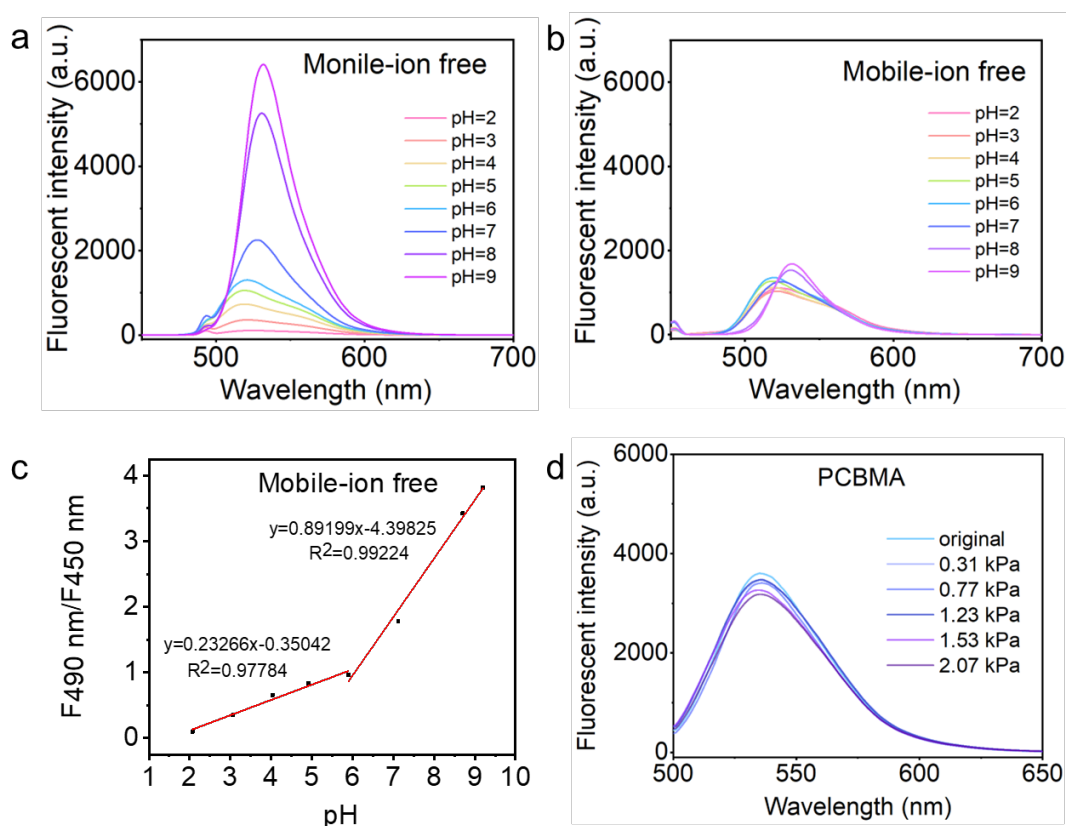 a
Fluorescent intensity (a.u.)
6000
4000
2000
0
Monile-ion free
pH=2
pH=3
pH=4
pH=5
pH=6
pH=7
pH=8
pH=9
500
600
700
Wavelength (nm)
b
Fluorescent intensity (a.u.)
6000
4000
2000
0
Mobile-ion free
pH=2
pH=3
pH=4
pH=5
pH=6
pH=7
pH=8
pH=9
500
600
700
Wavelength (nm)
c
F490 nm/F450 nm
4
3
2
1
0
Mobile-ion free
y=0.89199x-4.39825
R2=0.99224
y=0.23266x-0.35042
R2=0.97784
1 2 3 4 5 6 7 8 9 10
pH
d
Fluorescent intensity (a.u.)
6000
4000
2000
0
PCBMA
original
0.31 kPa
0.77 kPa
1.23 kPa
1.53 kPa
2.07 kPa
500
550
600
650
Wavelength (nm)